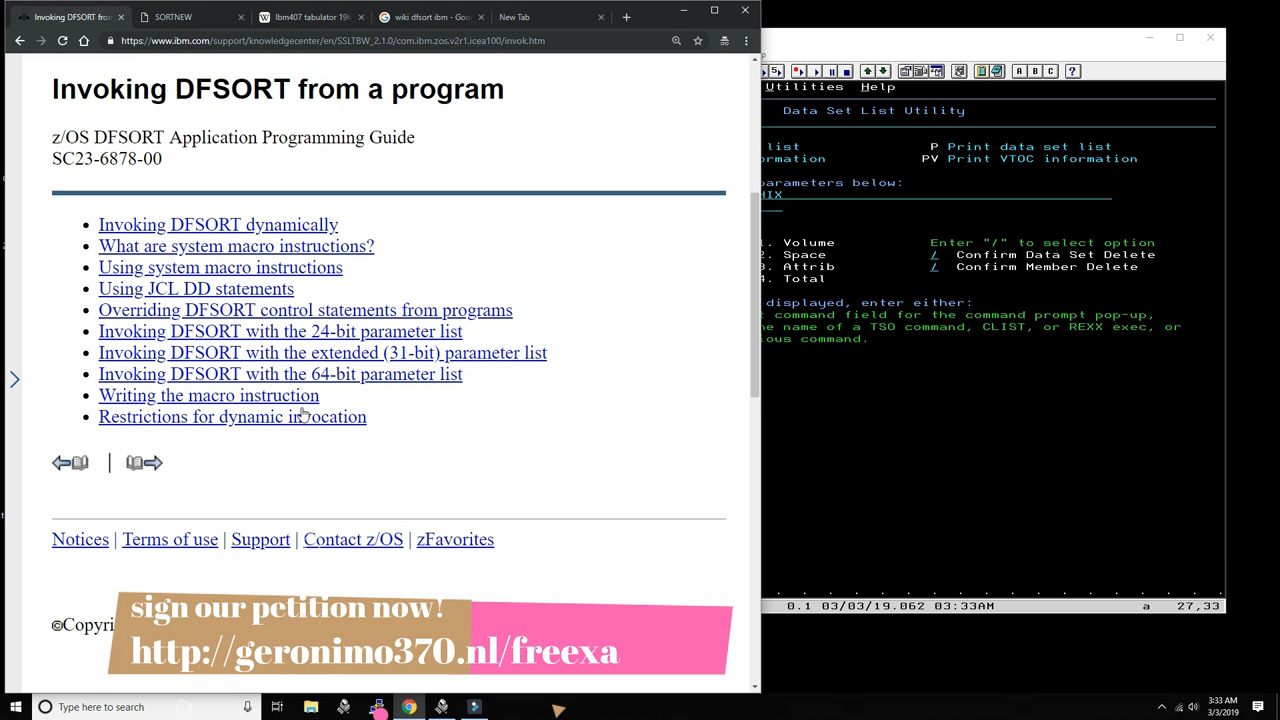 Invoking DFSORT from
SORTNEW
Ibm407 tabulator 196
wiki dfsort ibm - Goo
New Tab
https://www.ibm.com/support/knowledgecenter/en/SSLTBW_2.1.0/com.ibm.zos.v2r1.icea100/invok.htm
Invoking DFSORT from a program
z/OS DFSORT Application Programming Guide
SC23-6878-00
Invoking DFSORT dynamically
What are system macro instructions?
Using system macro instructions
Using JCL DD statements
Overriding DFSORT control statements from programs
Invoking DFSORT with the 24-bit parameter list
Invoking DFSORT with the extended (31-bit) parameter list
Invoking DFSORT with the 64-bit parameter list
Writing the macro instruction
Restrictions for dynamic invocation
|
Notices | Terms of use | Support | Contact z/OS | zFavorites
©Copyri
sign our petition now!
http://geronimo370.nl/freexa
A B C ?
Utilities Help
Data Set List Utility
list P Print data set list
ormation PV Print VTOC information
parameters below:
HIX
. Volume Enter "/" to select option
. Space / Confirm Data Set Delete
. Attrib / Confirm Member Delete
4. Total
displayed, enter either:
t command field for the command prompt pop-up,
he name of a TSO command, CLIST, or REXX exec, or
ious command.
0.1 03/03/19.062 03:33AM a 27,33
Type here to search
3:33 AM
3/3/2019